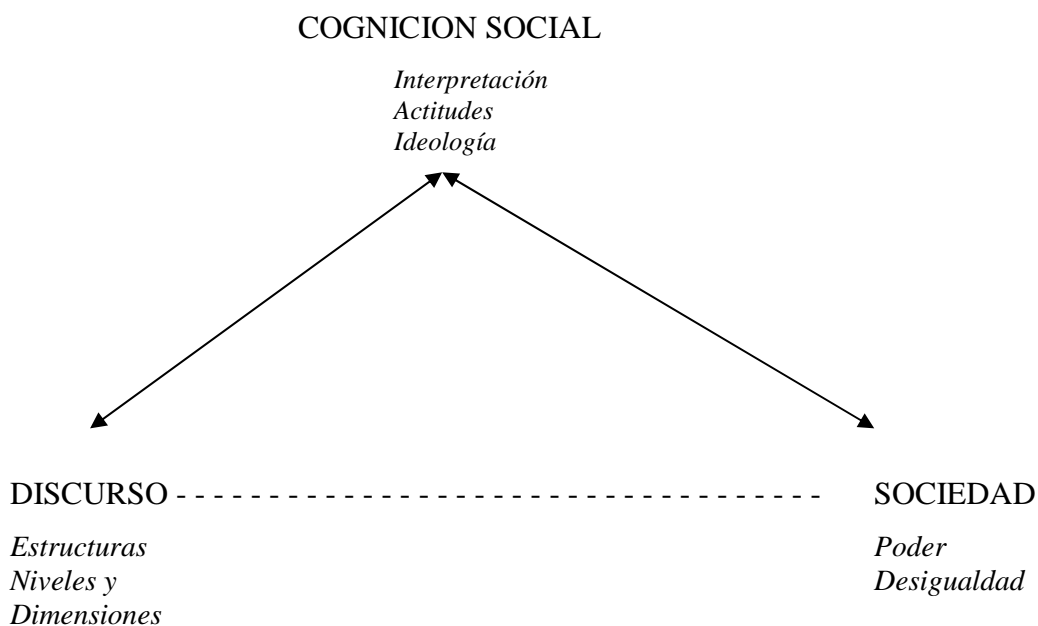 COGNICION SOCIAL
Interpretación
Actitudes
Ideología
DISCURSO - - - - - - - - - - - - - - - - - - - - - - - - - - - - - - - - - - - SOCIEDAD
Estructuras
Niveles y
Dimensiones
Poder
Desigualdad